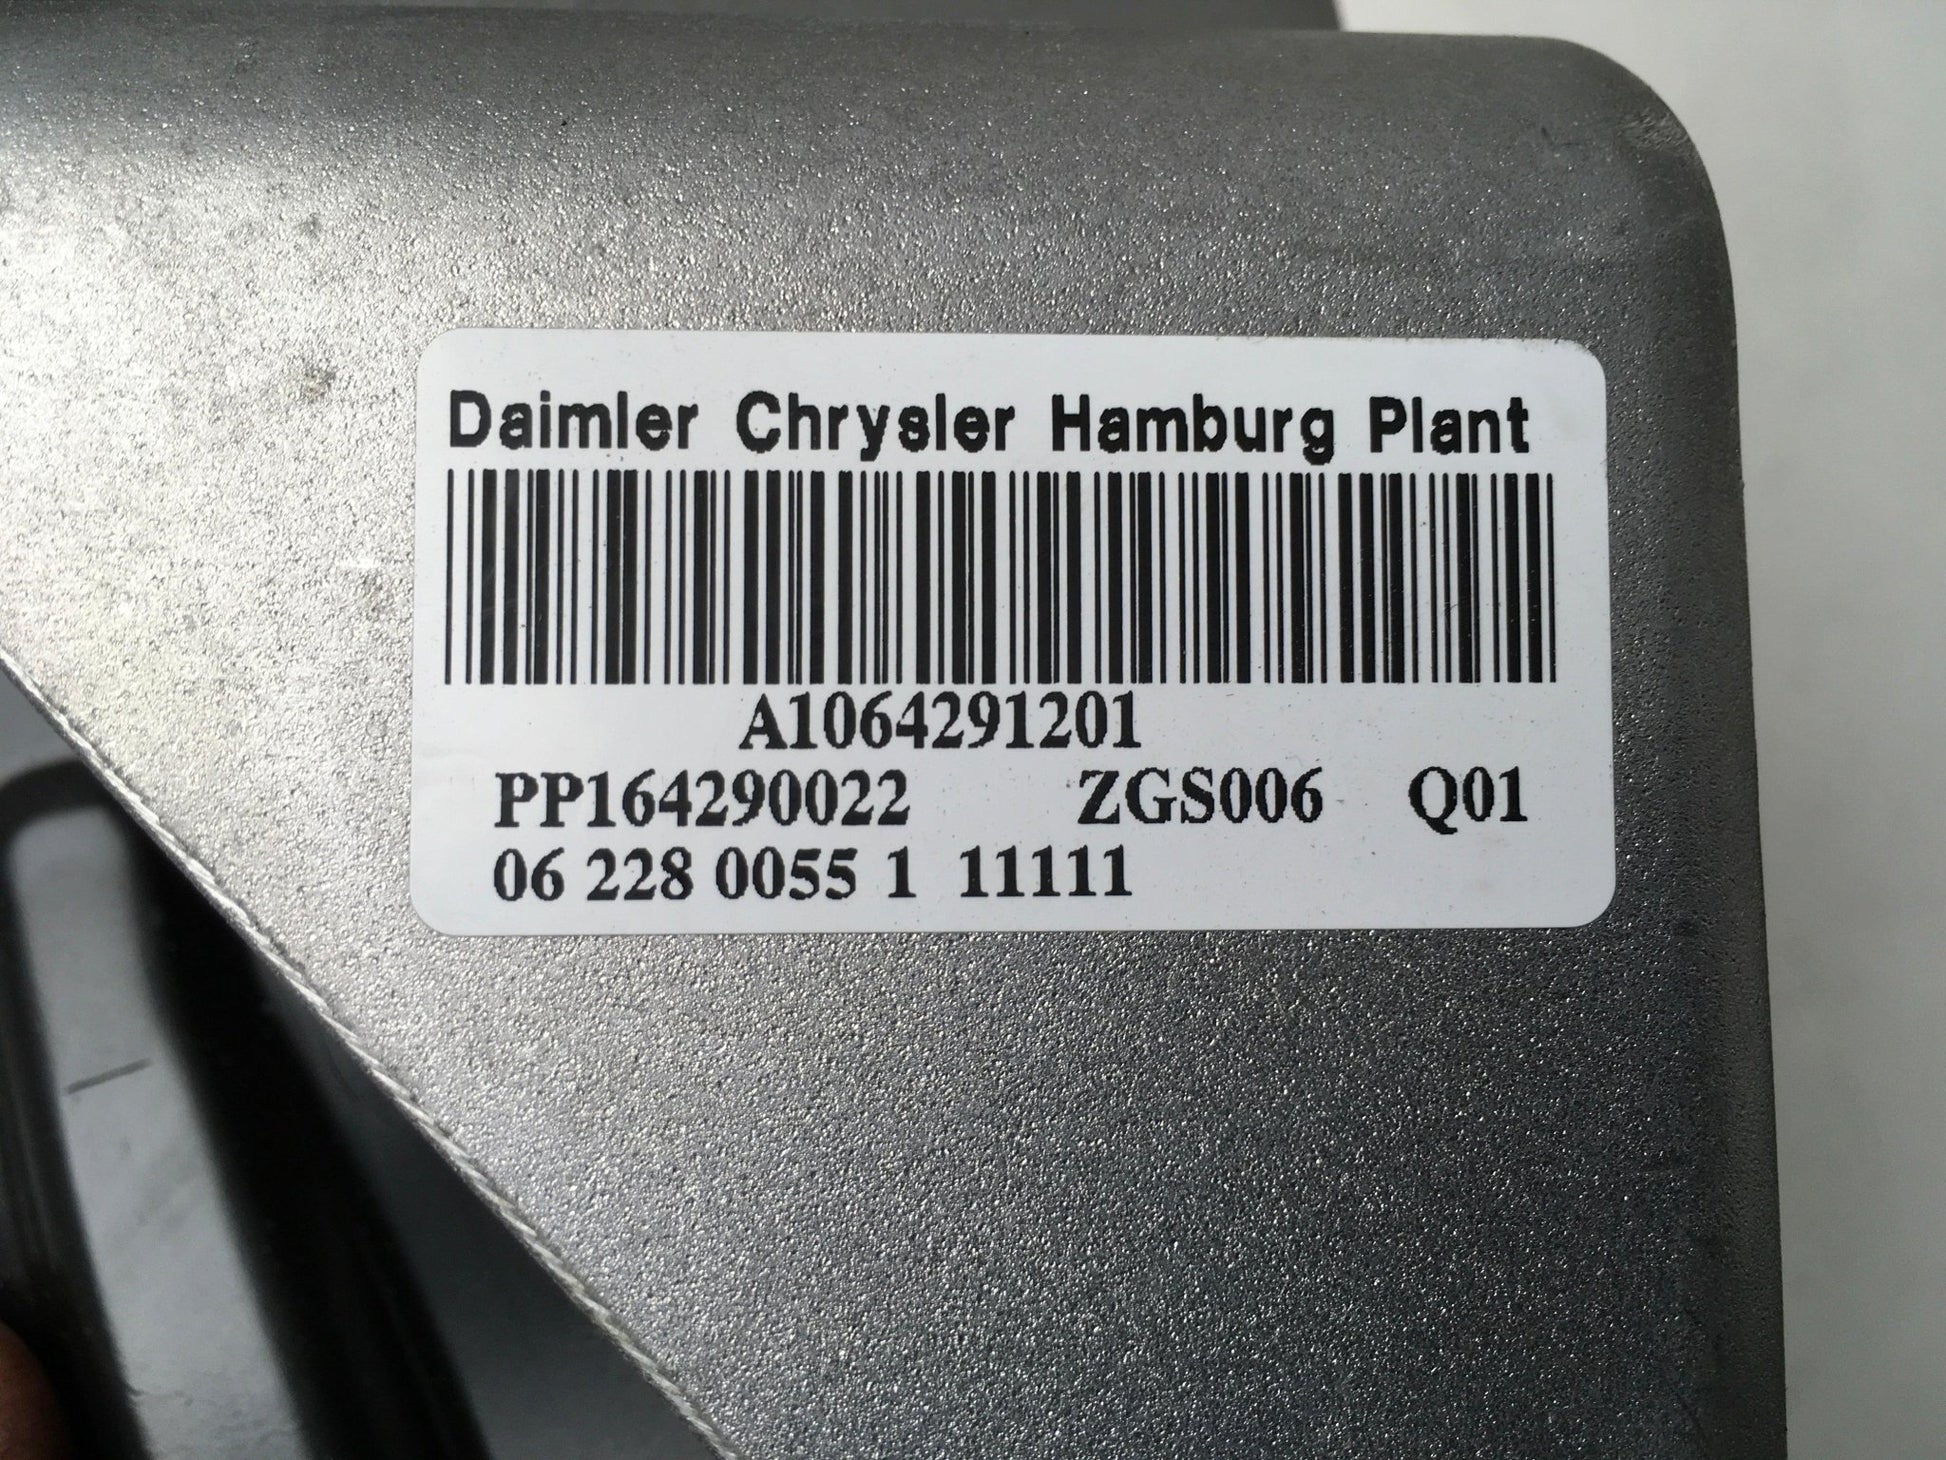 Daimler Chrysler Hamburg Plant
A1064291201
PP164290022 ZGS006 Q01
06 228 0055 1 11111